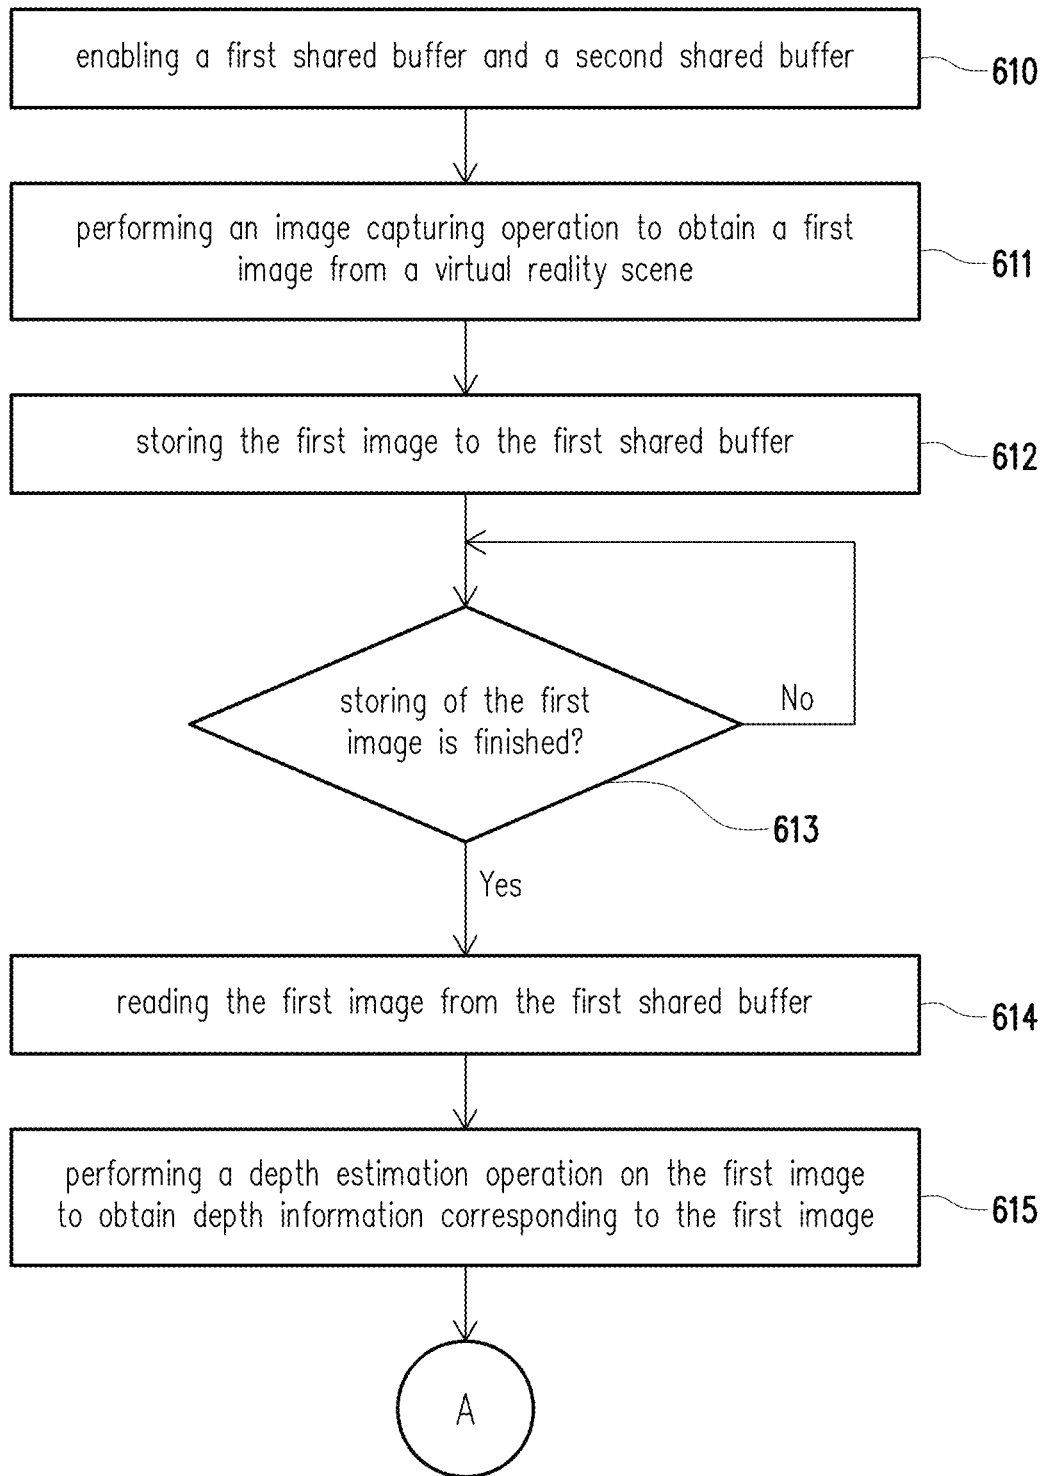 enabling a first shared buffer and a second shared buffer
610
performing an image capturing operation to obtain a first
image from a virtual reality scene
611
storing the first image to the first shared buffer
612
storing of the first
image is finished?
No
613
Yes
reading the first image from the first shared buffer
614
performing a depth estimation operation on the first image
to obtain depth information corresponding to the first image
615
A